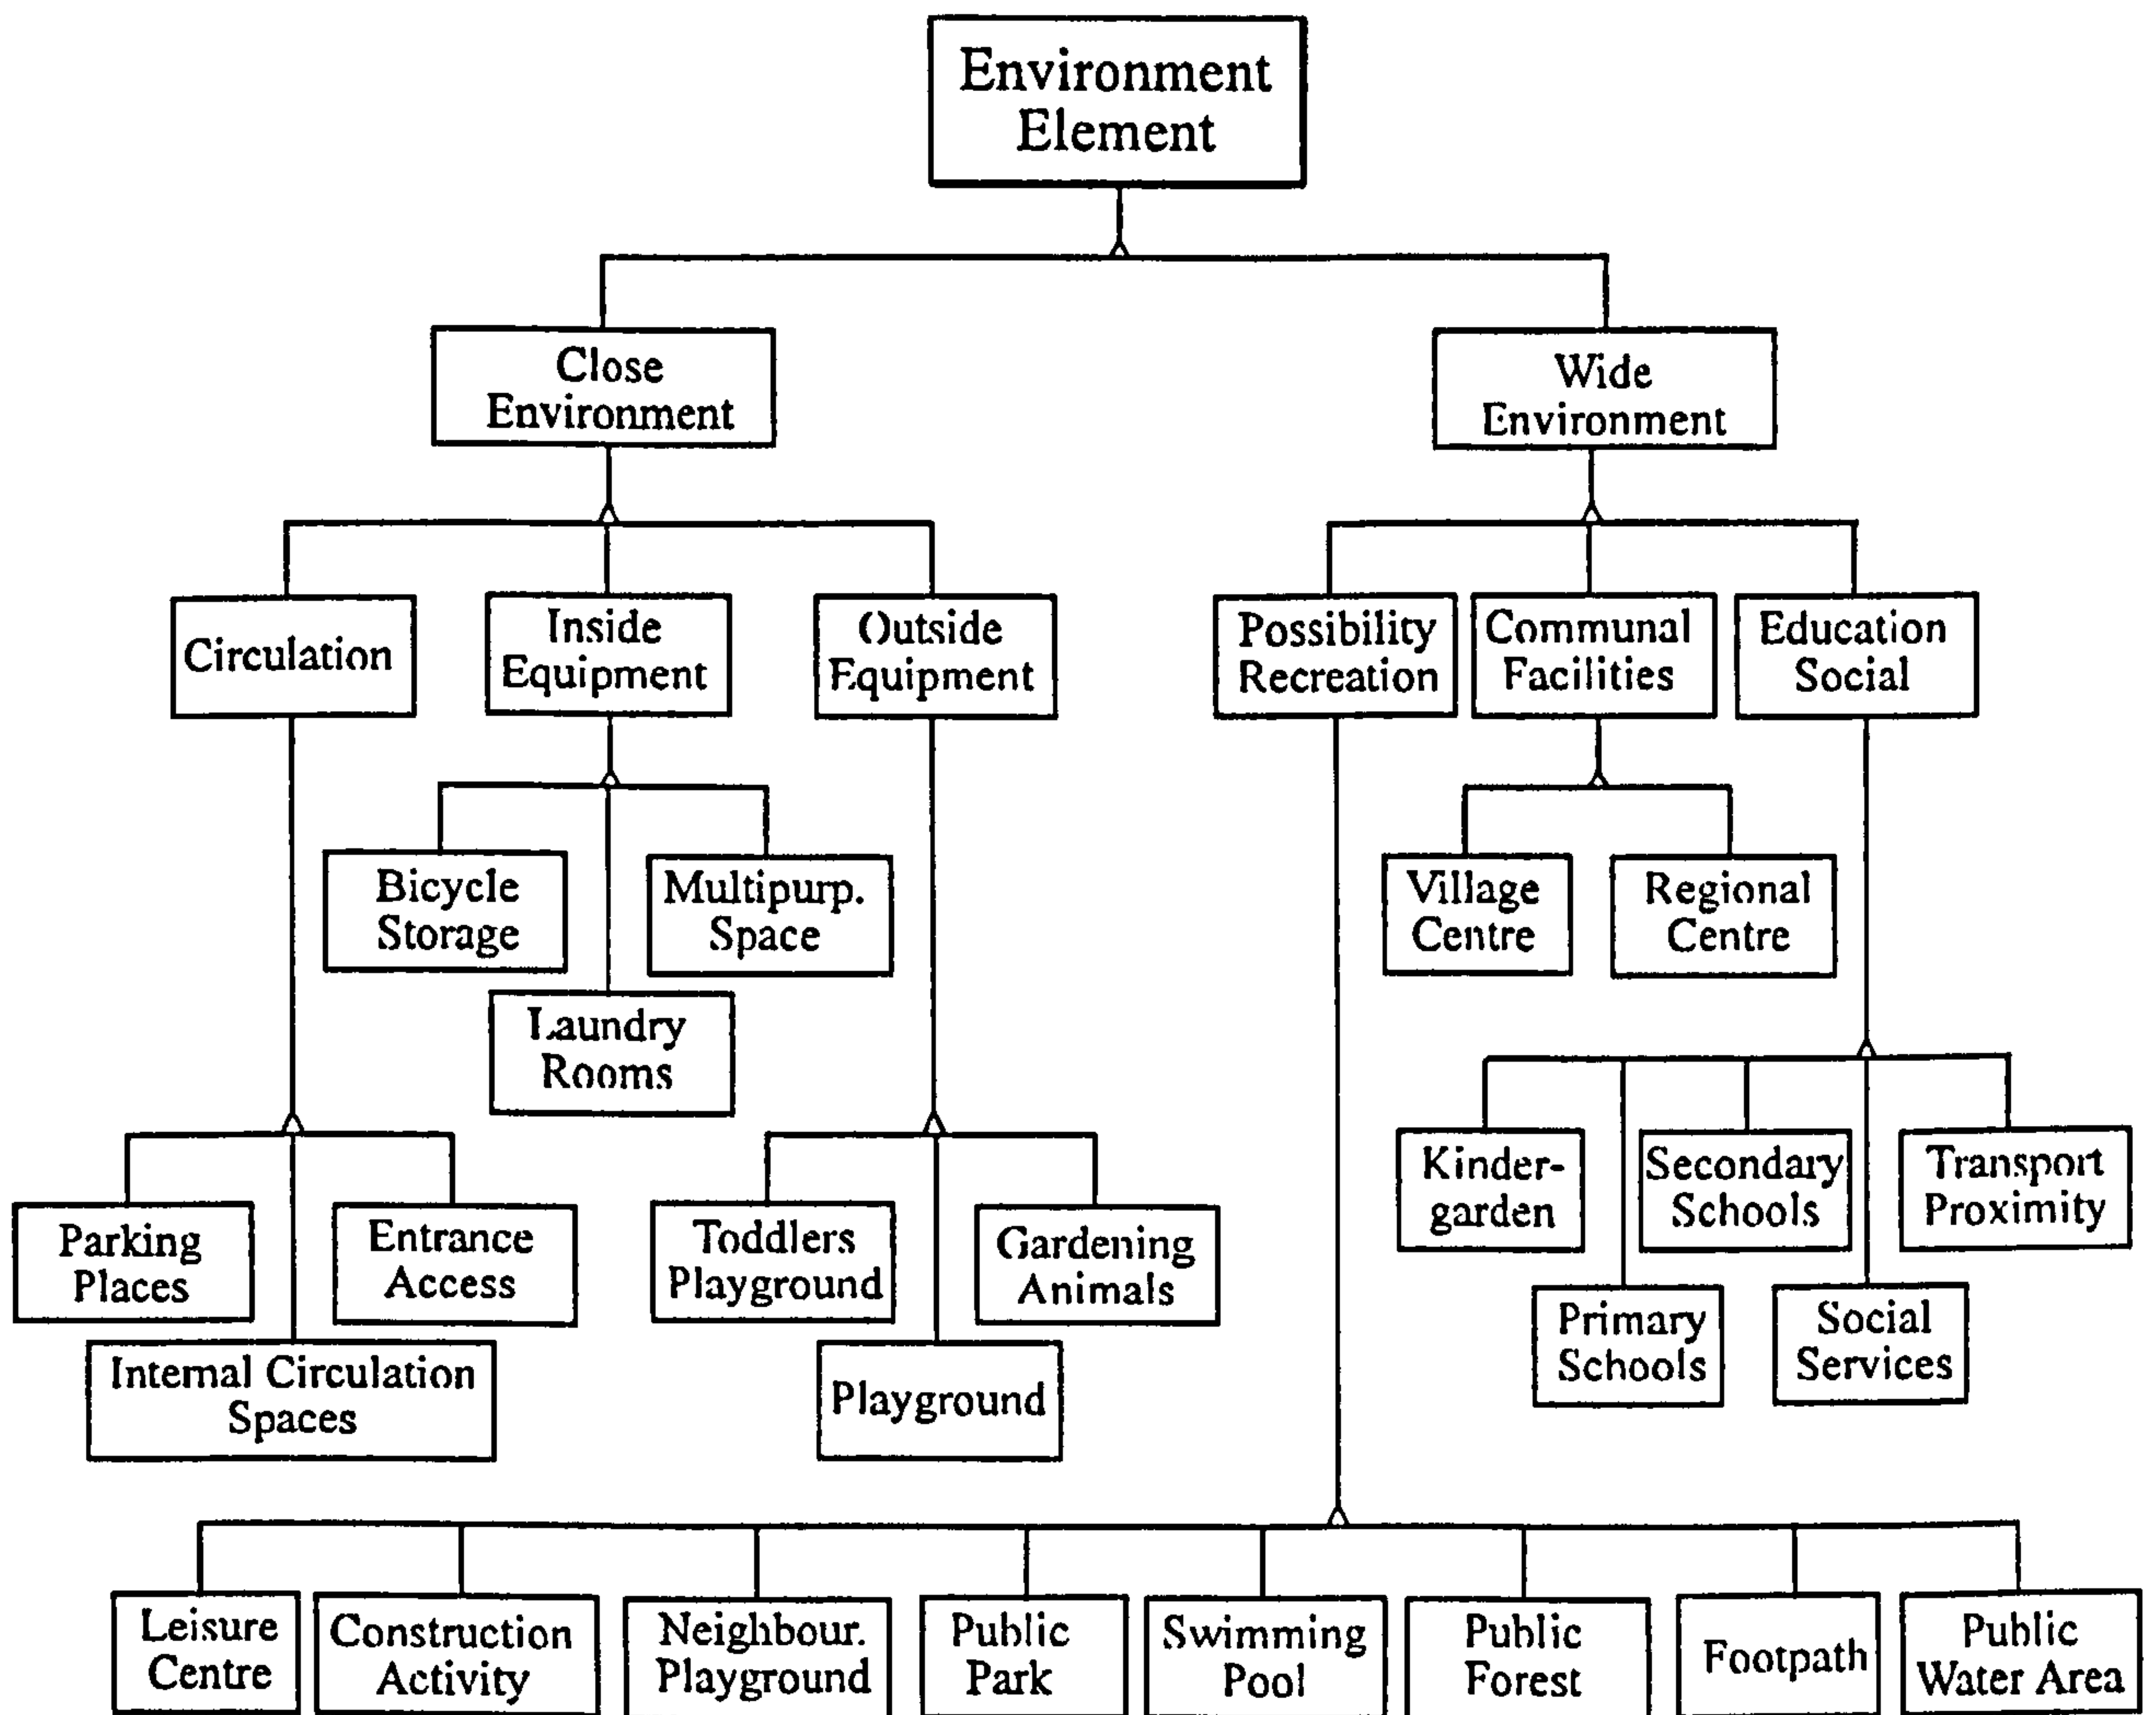 Environment
Element
Close
Environment
Wide
Environment
Circulation
Inside
Equipment
Outside
Equipment
Possibility
Recreation
Communal
Facilities
Education
Social
Bicycle
Storage
Multipurp.
Space
Laundry
Rooms
Village
Centre
Regional
Centre
Parking
Places
Entrance
Access
Internal Circulation
Spaces
Toddlers
Playground
Gardening
Animals
Playground
Kinder-
garden
Secondary
Schools
Transport
Proximity
Primary
Schools
Social
Services
Leisure
Centre
Construction
Activity
Neighbour.
Playground
Public
Park
Swimming
Pool
Public
Forest
Footpath
Public
Water Area